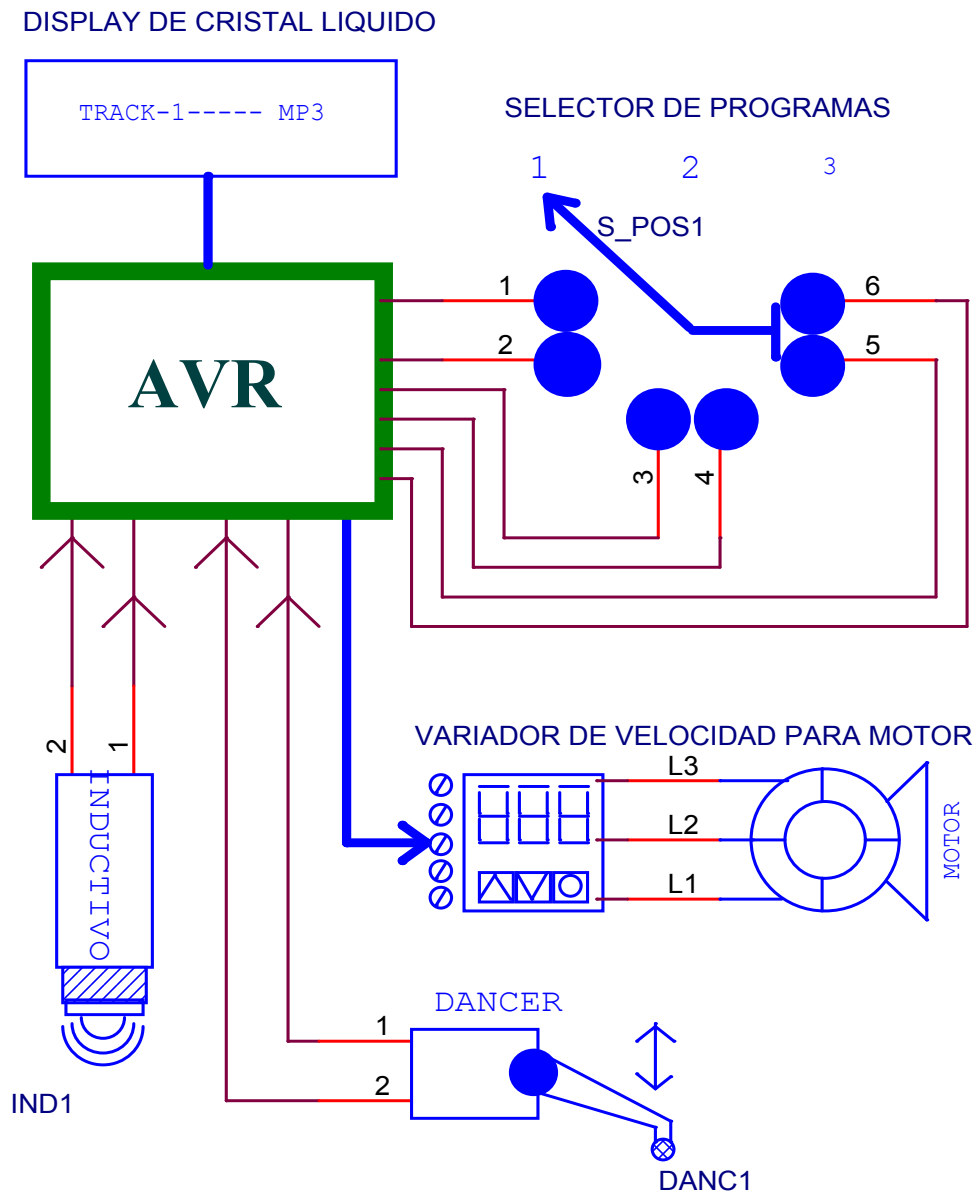 DISPLAY DE CRISTAL LIQUIDO
TRACK-1----- MP3
SELECTOR DE PROGRAMAS
1 2 3
S_POS1
1
2
6
5
3
4
AVR
2
1
INDUCTIVO
IND1
VARIADOR DE VELOCIDAD PARA MOTOR
L3
L2
L1
MOTOR
DANCER
1
2
DANC1